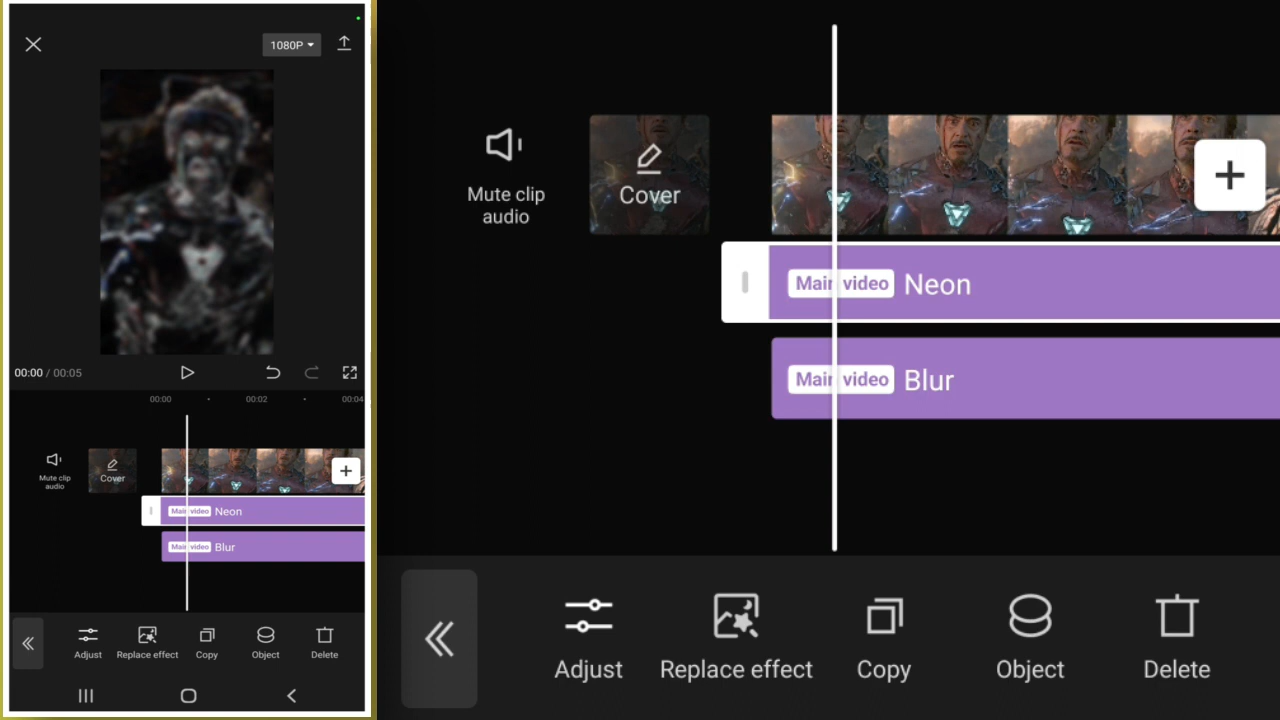 1080P
00:00 / 00:05
00:00
00:02
00:04
Mute clip
audio
Cover
Main video Neon
Main video Blur
Adjust
Replace effect
Copy
Object
Delete
Mute clip
audio
Cover
Main video Neon
Main video Blur
Adjust
Replace effect
Copy
Object
Delete